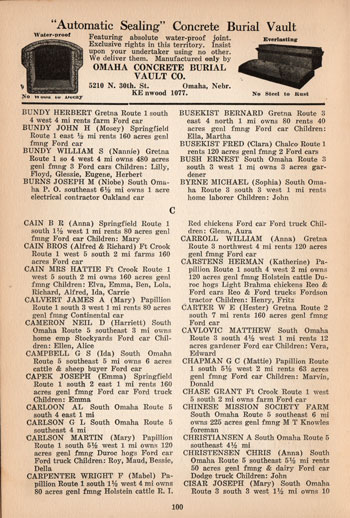 "Automatic Sealing" Concrete Burial Vault
Water-proof
No Wood to Decay
Featuring absolute water-proof joint.
Exclusive rights in this territory. Insist
upon your undertaker using no other.
We deliver them. Manufactured only by
OMAHA CONCRETE BURIAL
VAULT CO.
5210 N. 30th. St. Omaha, Nebr.
KE nwood 1077.
Everlasting
No Steel to Rust
BUNDY HERBERT Gretna Route 1 south
4 west 4 mi rents farm Ford car
BUNDY JOHN H (Mosey) Springfield
Route 1 east ½ mi rents 160 acres genl
fmng Ford car
BUNDY WILLIAM S (Nannie) Gretna
Route 1 so 4 west 4 mi owns 480 acres
genl fmng 3 Ford cars Children: Lilly,
Floyd, Glessie, Eugene, Herbert
BURNS JOSEPH M (Niobe) South Oma-
ha P. O. southeast 6½ mi owns 1 acre
electrical contractor Oakland car
BUSEKIST BERNARD Gretna Route 3
east 4 north 1 mi owns 80 rents 40
acres genl fmng Ford car Children:
Ella, Martha
BUSEKIST FRED (Clara) Chalco Route 1
rents 120 acres genl fmng 2 Ford cars
BUSH ERNEST South Omaha Route 3
south 3 west 1 mi owns 3 acres gar-
dener
BYRNE MICHAEL (Sophia) South Oma-
ha Route 3 south 3 west 1 mi rents
home laborer Children: John
C
CAIN B R (Anna) Springfield Route 1
south 1½ west 1 mi rents 80 acres genl
fmng Ford car Children: Mary
CAIN BROS (Alfred & Richard) Ft Crook
Route 1 west 5 south 2 mi farms 160
acres Ford car
CAIN MRS HATTIE Ft Crook Route 1
west 5 south 2 mi owns 160 acres genl
fmng Children: Elva, Emma, Ben, Lola,
Richard, Alfred, Ida, Carrie
CALVERT JAMES A (Mary) Papillion
Route 1 south 3 west 1 mi rents 80 acres
genl fmng Continental car
CAMERON NEIL D (Harriett) South
Omaha Route 5 southeast 3 mi owns
home emp Stockyards Ford car Chil-
dren: Ellen, Alice
CAMPBELL G S (Ida) South Omaha
Route 5 southeast 5 mi owns 6 acres
cattle & sheep buyer Ford car
CAPEK JOSEPH (Emma) Springfield
Route 1 south 2 east 1 mi rents 160
acres genl fmng Ford car Ford truck
Children: Emma
CARLOON AL South Omaha Route 5
south 4 east 1 mi
CARLSON G L South Omaha Route 5
southeast 4 mi
CARLSON MARTIN (Mary) Papillion
Route 1 south 5½ west 1 mi owns 120
acres genl fmng Duroc hogs Ford car
Ford truck Children: Roy, Maud, Bessie,
Della
CARPENTER WRIGHT F (Mabel) Pa-
pillion Route 1 south 1½ west 4 mi owns
80 acres genl fmng Holstein cattle R. I.
Red chickens Ford car Ford truck Chil-
dren: Glenn, Aura
CARROLL WILLIAM (Anna) Gretna
Route 3 northwest 4 mi rents 120 acres
genl fmng Ford car
CARSTENS HERMAN (Katherine) Pa-
pillion Route 1 south 4 west 2 mi owns
120 acres genl fmng Holstein cattle Du-
roc hogs Light Brahma chickens Reo &
Ford cars Reo & Ford trucks Fordson
tractor Children: Henry, Fritz
CARTER W E (Hester) Gretna Route 2
south 7 mi rents 160 acres genl fmng
Ford car
CAVLOVIC MATTHEW South Omaha
Route 3 south 4½ west 1 mi rents 12
acres gardener Ford car Children: Vera,
Edward
CHAPMAN G C (Mattie) Papillion Route
1 south 5½ west 2 mi rents 63 acres
genl fmng Ford car Children: Marvin,
Donald
CHASE GRANT Ft Crook Route 1 west
5 south 2 mi owns farm Ford car
CHINESE MISSION SOCIETY FARM
South Omaha Route 5 southeast 6 mi
owns 225 acres genl fmng M T Knowles
foreman
CHRISTIANSEN A South Omaha Route 5
southeast 4½ mi
CHRISTENSEN CHRIS (Anna) South
Omaha Route 5 southeast 5½ mi rents
50 acres genl fmng & dairy Ford car
Ford truck Children: John
CISAR JOSEPH (Mary) South Omaha
Route 3 south 3 west 1½ mi owns 10
100